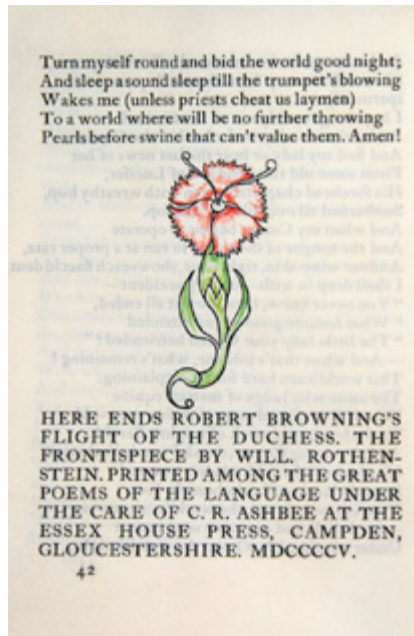 Turn myself round and bid the world good night;
And sleep a sound sleep till the trumpet's blowing
Wakes me (unless priests cheat us laymen)
To a world where will be no further throwing
Pearls before swine that can't value them. Amen!
HERE ENDS ROBERT BROWNING'S
FLIGHT OF THE DUCHESS. THE
FRONTISPIECE BY WILL. ROTHEN-
STEIN. PRINTED AMONG THE GREAT
POEMS OF THE LANGUAGE UNDER
THE CARE OF C. R. ASHBEE AT THE
ESSEX HOUSE PRESS, CAMPDEN,
GLOUCESTERSHIRE. MDCCCCV.
42